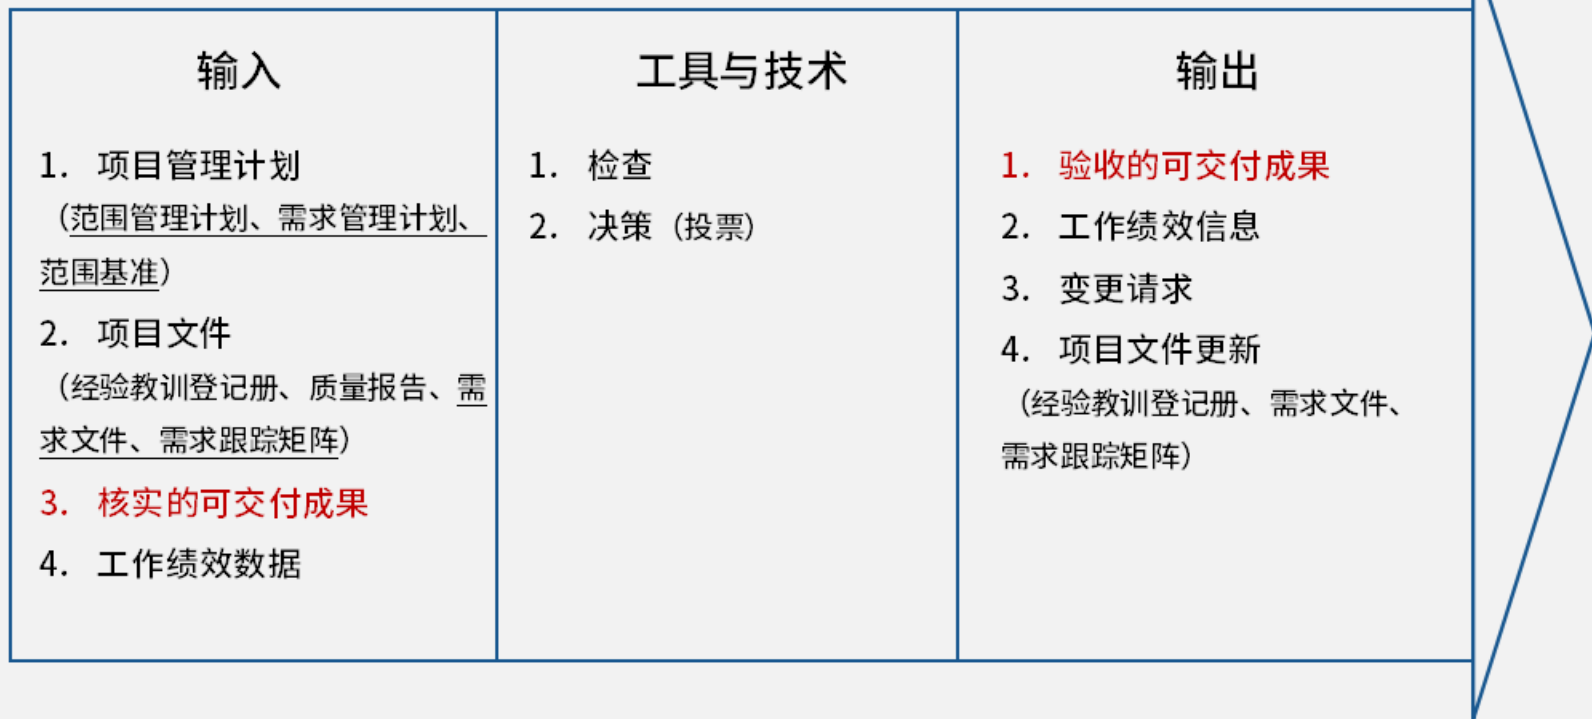 输入
1. 项目管理计划
（范围管理计划、需求管理计划、
范围基准）
2. 项目文件
（经验教训登记册、质量报告、需
求文件、需求跟踪矩阵）
3. 核实的可交付成果
4. 工作绩效数据
工具与技术
1. 检查
2. 决策（投票）
输出
1. 验收的可交付成果
2. 工作绩效信息
3. 变更请求
4. 项目文件更新
（经验教训登记册、需求文件、
需求跟踪矩阵）